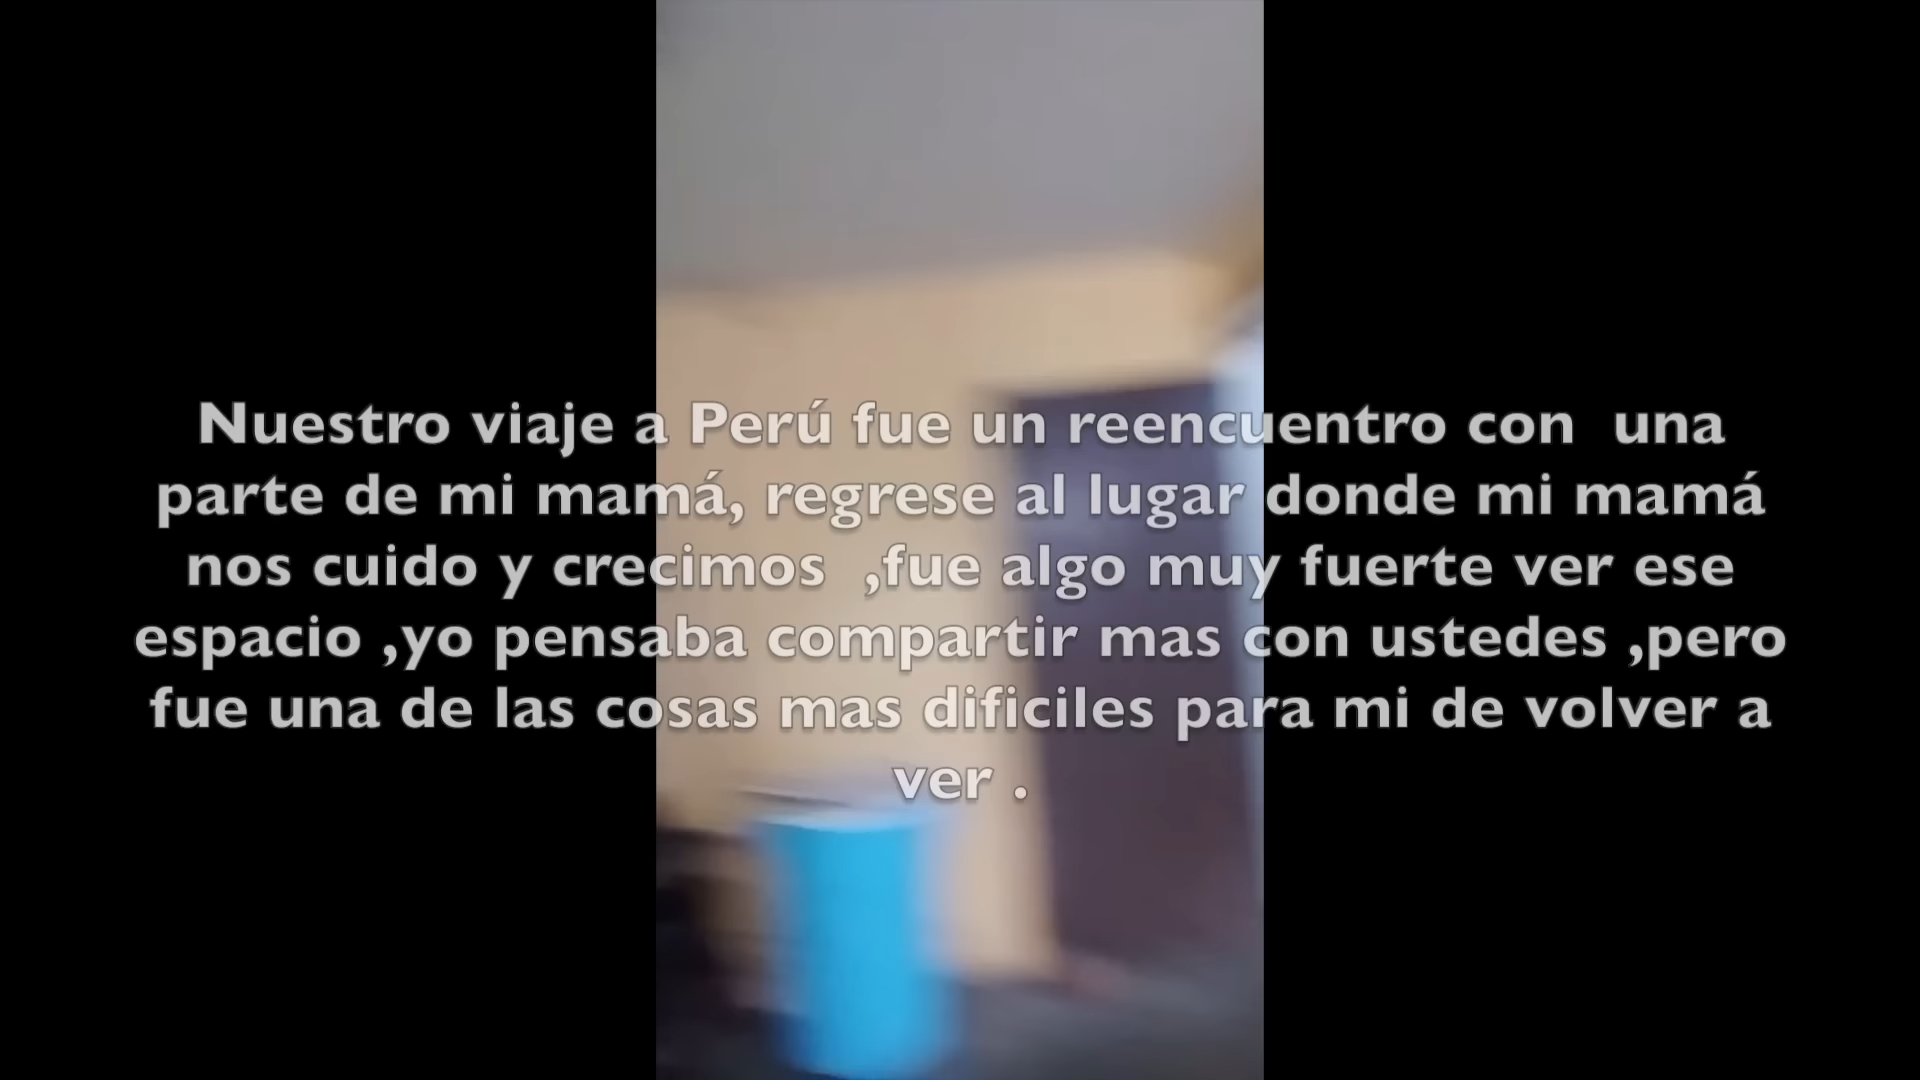 Nuestro viaje a Perú fue un reencuentro con  una
parte de mi mamá, regrese al lugar donde mi mamá
nos cuido y crecimos  ,fue algo muy fuerte ver ese
espacio ,yo pensaba compartir mas con ustedes ,pero
fue una de las cosas mas dificiles para mi de volver a
ver .